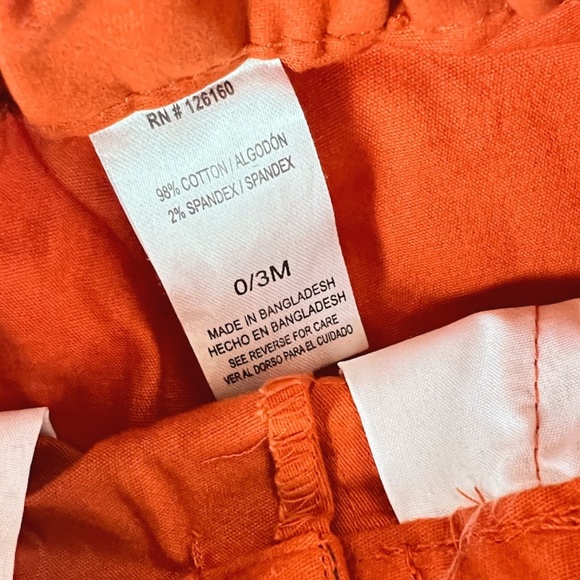 RN # 126160
98% COTTON / ALGODÓN
2% SPANDEX / SPANDEX
0/3M
MADE IN BANGLADESH
HECHO EN BANGLADESH
SEE REVERSE FOR CARE
VER AL DORSO PARA EL CUIDADO